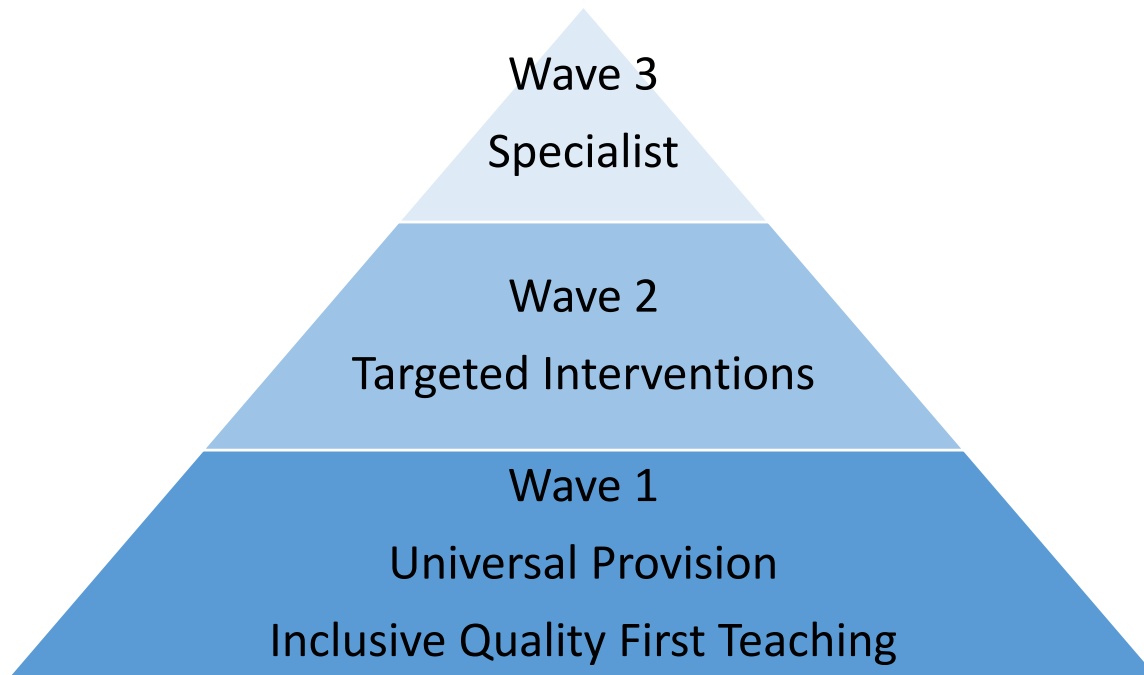 Wave 3
Specialist
Wave 2
Targeted Interventions
Wave 1
Universal Provision
Inclusive Quality First Teaching